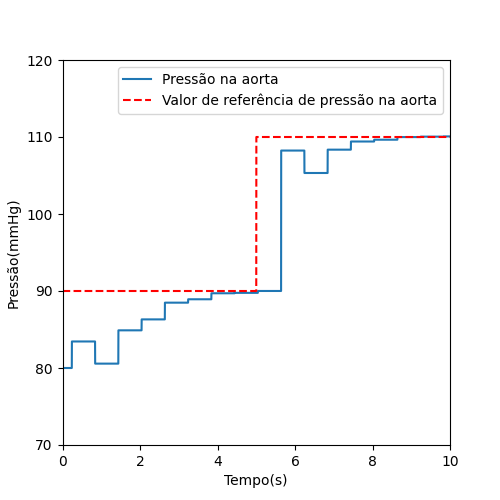 120
110
100
90
80
70
Pressão(mmHg)
Pressão na aorta
Valor de referência de pressão na aorta
0 2 4 6 8 10
Tempo(s)